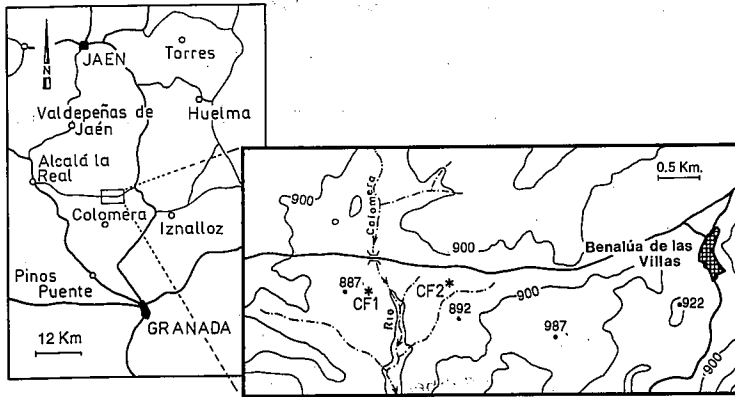 N
JAEN
Torres
Valdepeñas de
Jaén
Huelma
Alcalá la
Real
Colomera
Iznalloz
Pinos
Puente
GRANADA
12 Km
0.5 Km.
900
Colomera
900
900
Benalúa de las
Villas
887
CF1
CF2
892
Rio
900
922
987
900